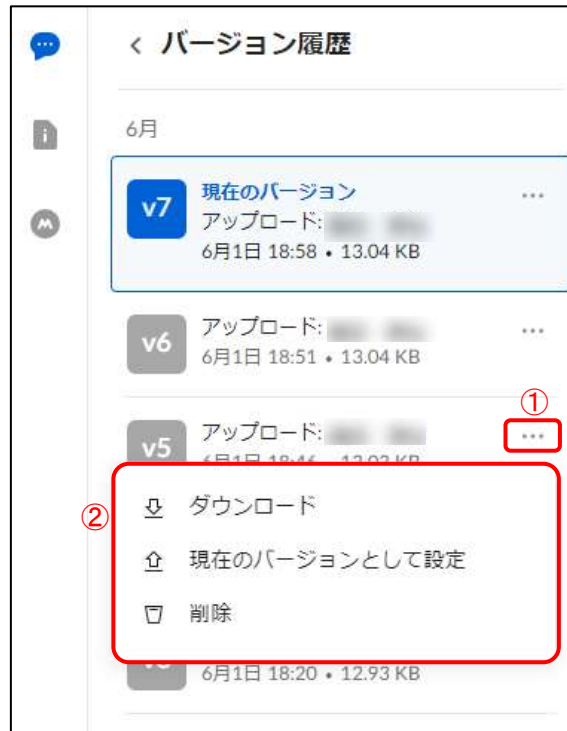 バージョン履歴
6月
v7
現在のバージョン
アップロード:
6月1日 18:58 • 13.04 KB
v6
アップロード:
6月1日 18:51 • 13.04 KB
①
v5
アップロード:
②
ダウンロード
現在のバージョンとして設定
削除
6月1日 18:20 • 12.93 KB